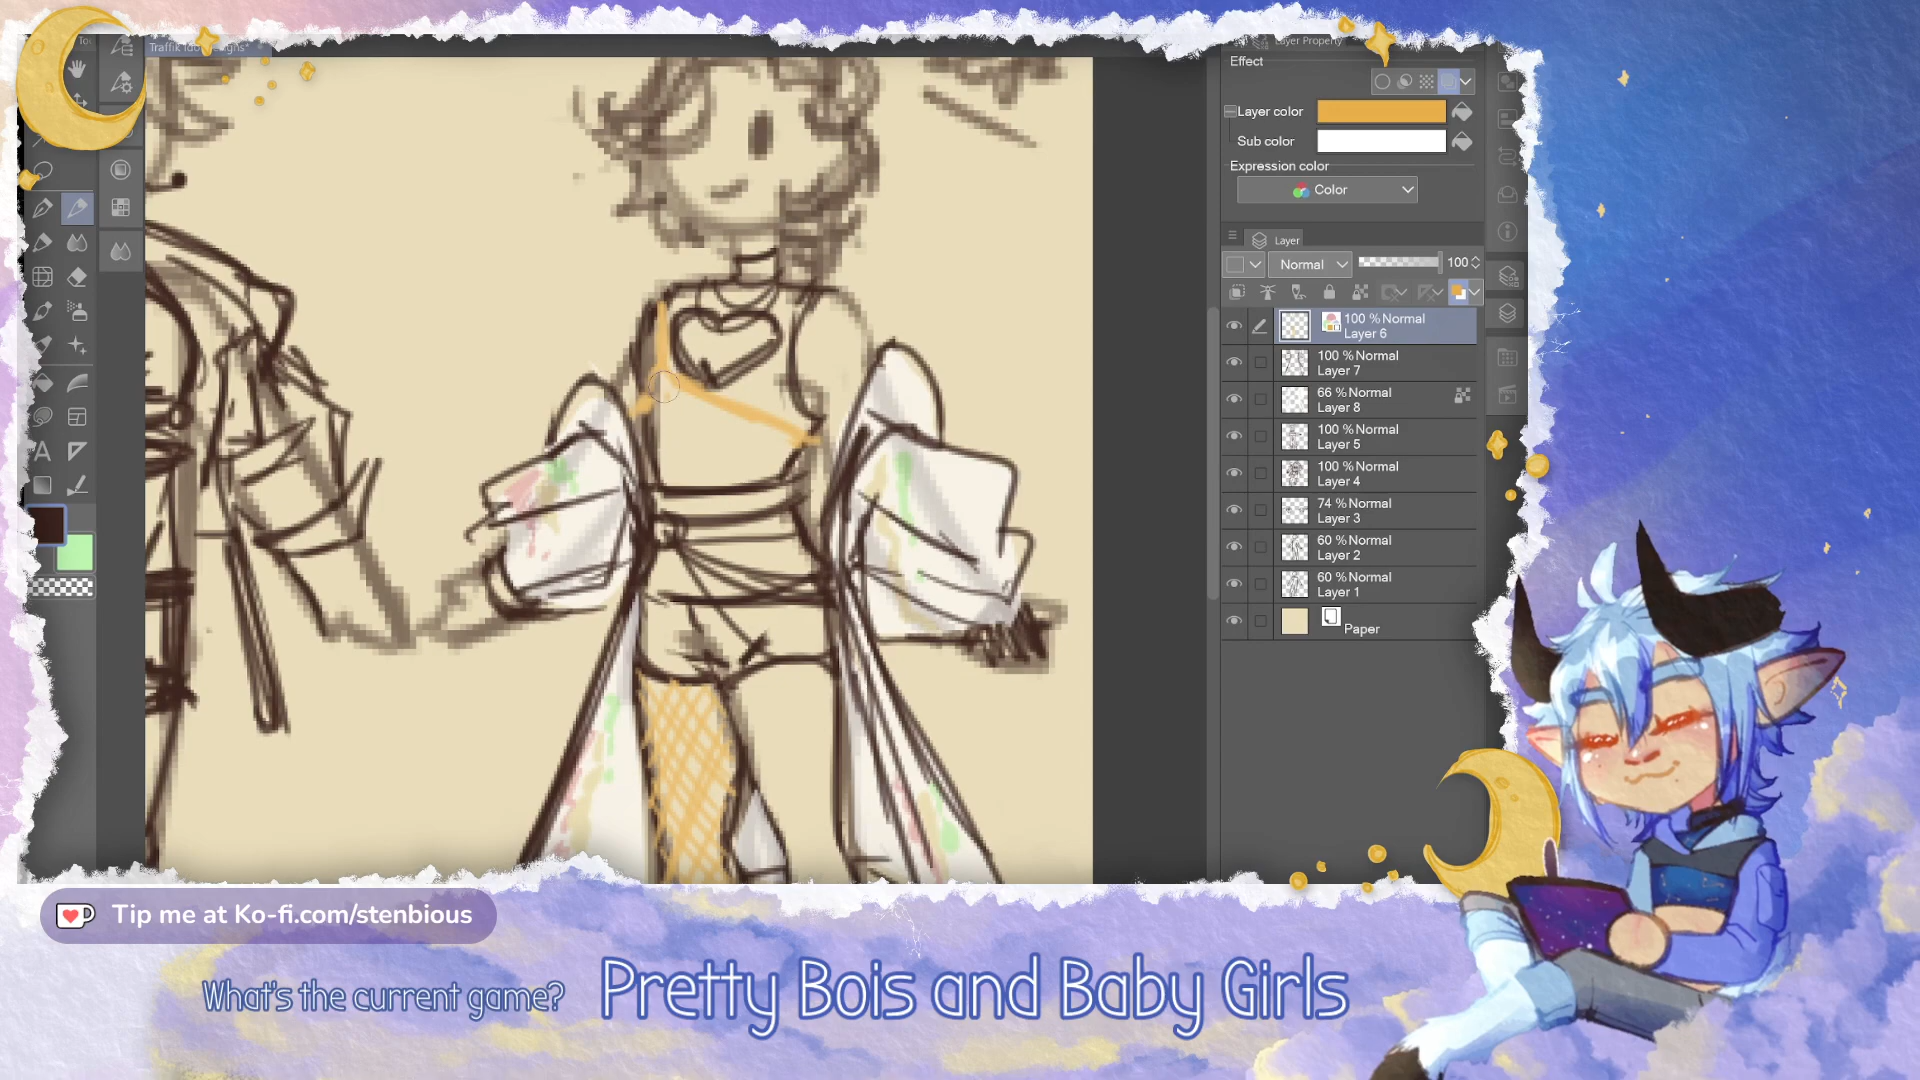 Layer Property
Effect
Layer color
Sub color
Expression color
Color
Layer
Normal
100
100 %Normal
Layer 6
100 %Normal
Layer 7
66 %Normal
Layer 8
100 %Normal
Layer 5
100 %Normal
Layer 4
74 %Normal
Layer 3
60 %Normal
Layer 2
60 %Normal
Layer 1
Paper
Tip me at Ko-fi.com/stenbious
What's the current game?
Pretty Bois and Baby Girls